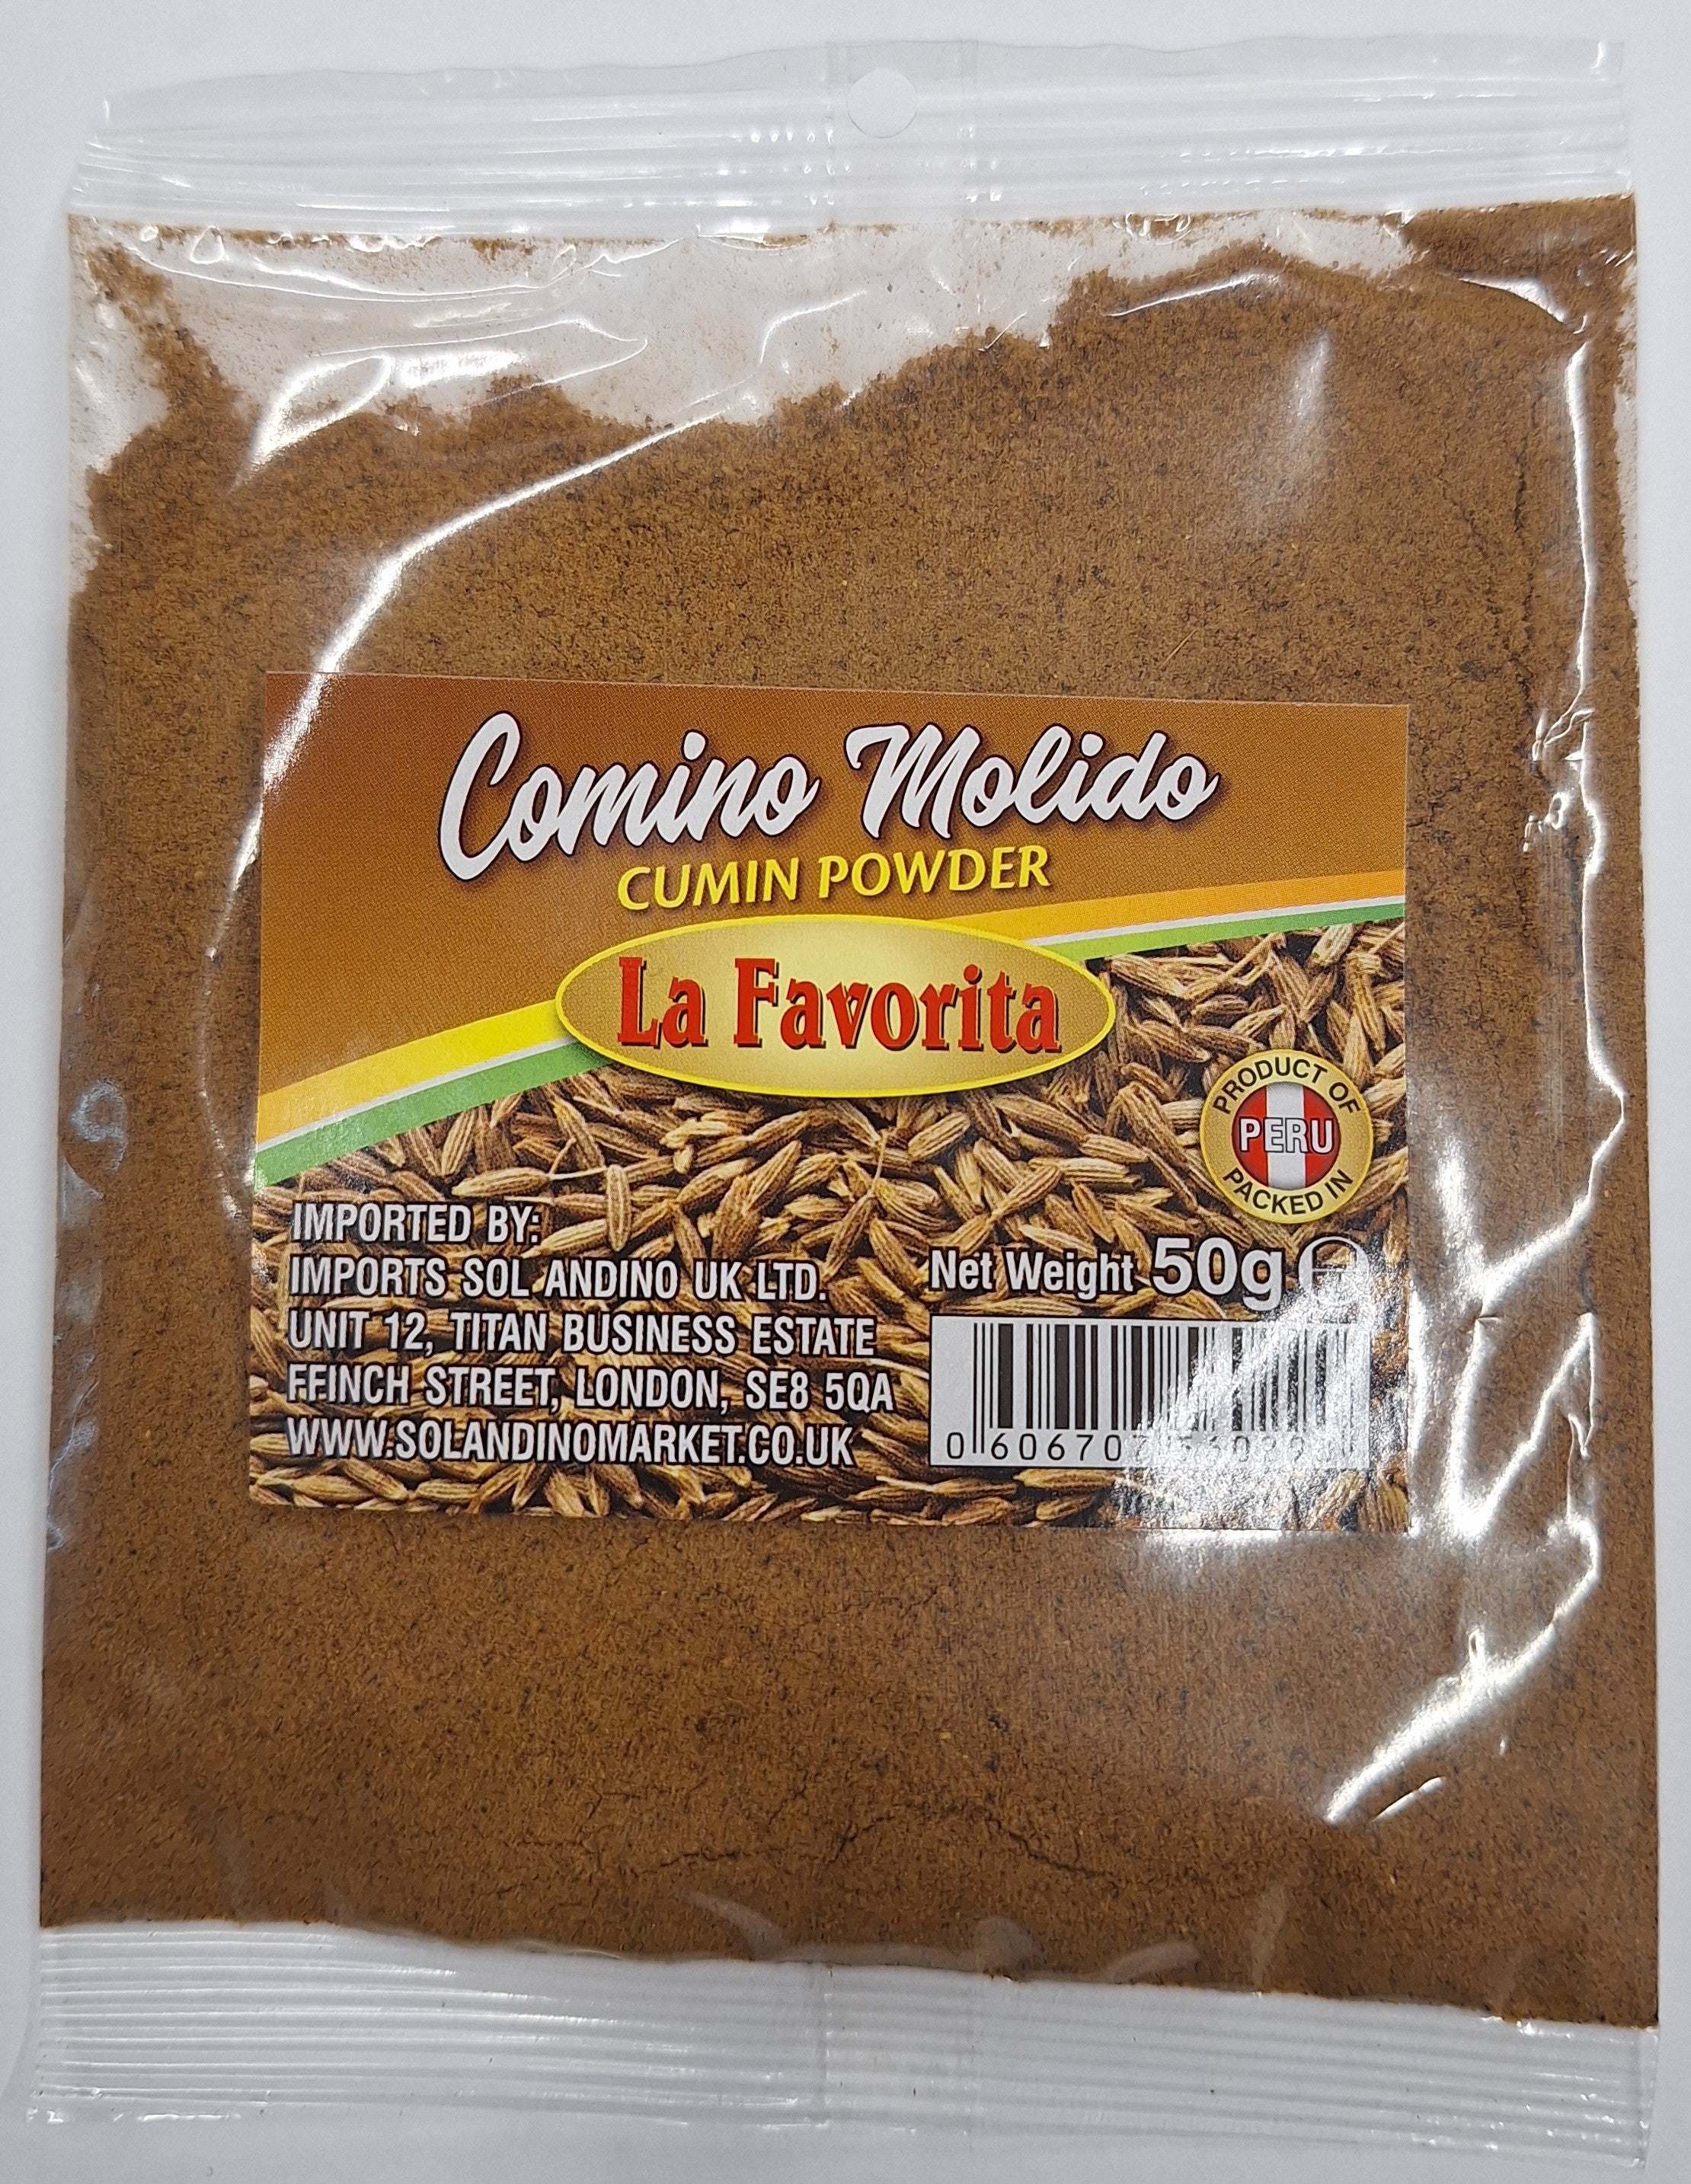 Comino Molido
CUMIN POWDER
La Favorita
PRODUCT OF
PERU
PACKED IN
IMPORTED BY:
IMPORTS SOL ANDINO UK LTD.
UNIT 12, TITAN BUSINESS ESTATE
FFINCH STREET, LONDON, SE8 5QA
WWW.SOLANDINOMARKET.CO.UK
Net Weight 50g ℮